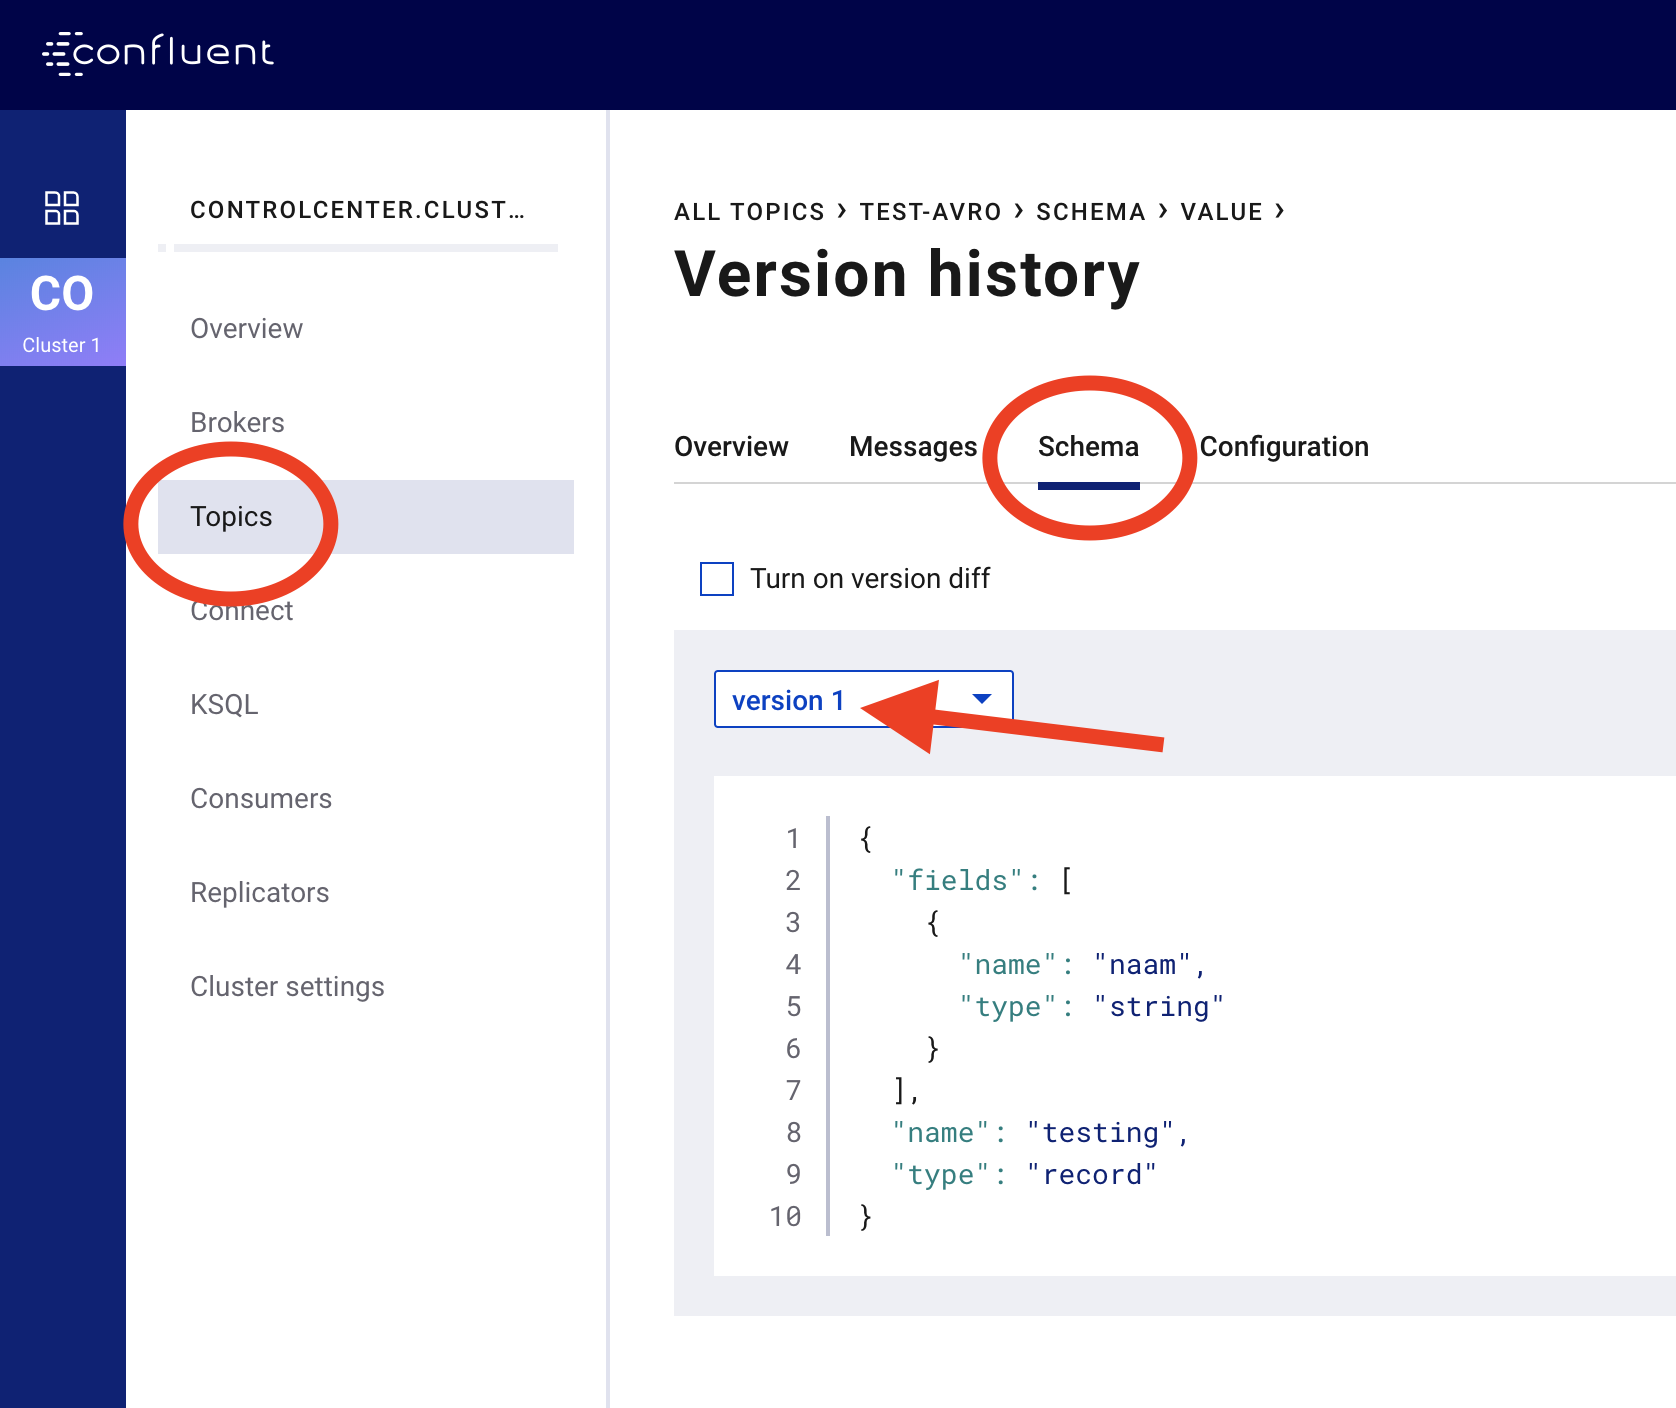 confluent
CO
Cluster 1
CONTROLCENTER.CLUST...
Overview
Brokers
Topics
Connect
KSQL
Consumers
Replicators
Cluster settings
ALL TOPICS › TEST-AVRO › SCHEMA › VALUE ›
Version history
Overview Messages Schema Configuration
Turn on version diff
version 1
1 {
2 "fields": [
3 {
4 "name": "naam",
5 "type": "string"
6 }
7 ],
8 "name": "testing",
9 "type": "record"
10 }